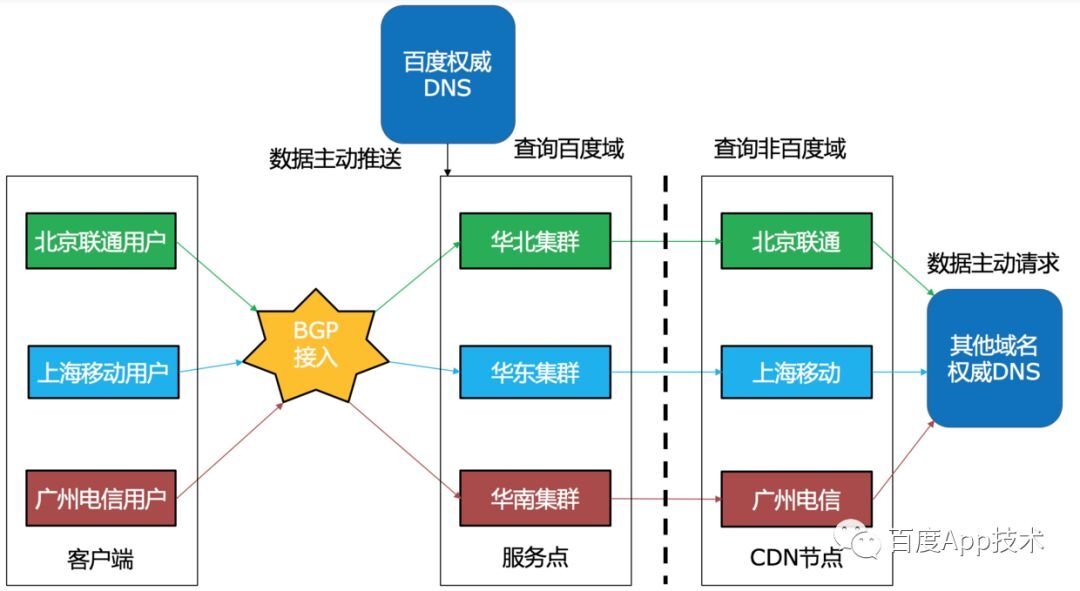 百度权威
DNS
数据主动推送
查询百度域
查询非百度域
北京联通用户
华北集群
北京联通
数据主动请求
BGP
接入
上海移动用户
华东集群
上海移动
其他域名
权威DNS
广州电信用户
华南集群
广州电信
客户端
服务点
CDN节点
百度App技术